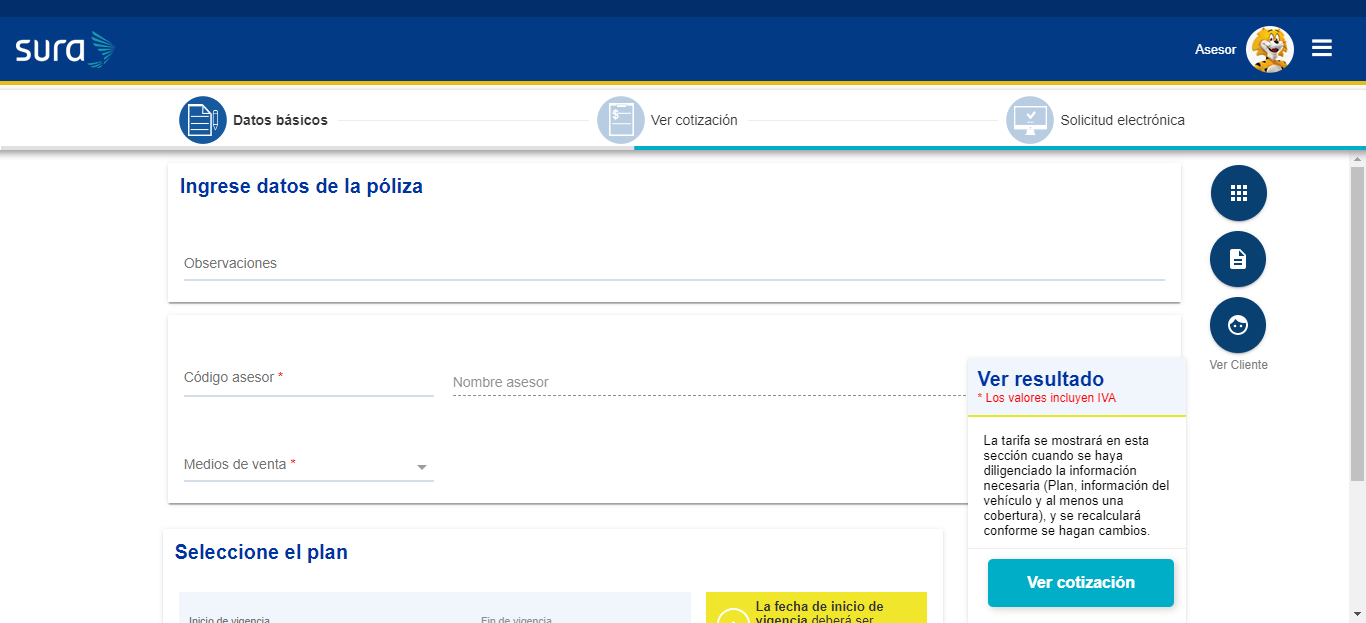 sura
Asesor
Datos básicos
Ver cotización
Solicitud electrónica
Ingrese datos de la póliza
Observaciones
Código asesor *
Nombre asesor
Medios de venta *
Ver Cliente
Ver resultado
* Los valores incluyen IVA
La tarifa se mostrará en esta
sección cuando se haya
diligenciado la información
necesaria (Plan, información del
vehículo y al menos una
cobertura), y se recalculará
conforme se hagan cambios.
Ver cotización
Seleccione el plan
Inicio de vigencia
Fin de vigencia
La fecha de inicio de
vigencia deberá ser